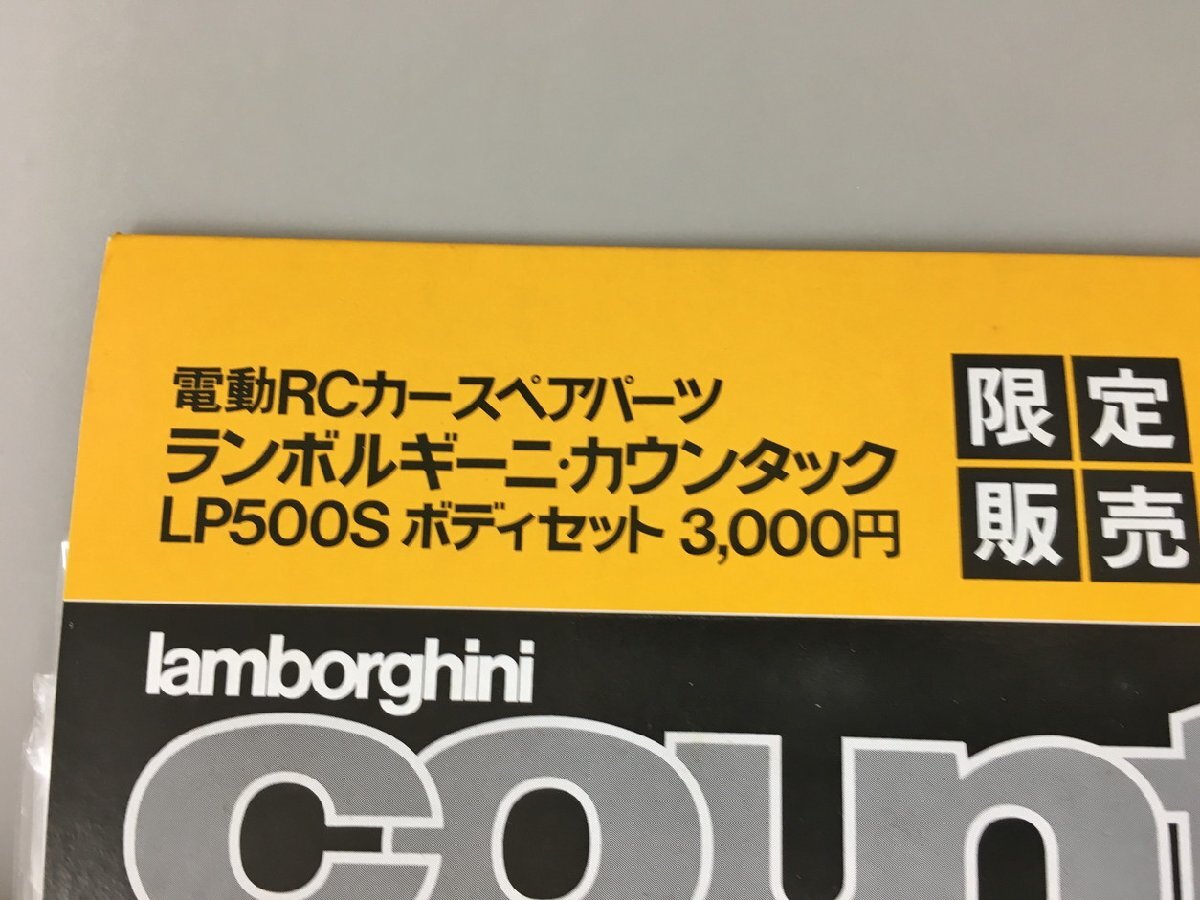 電動RCカースペアパーツ
ランボルギーニ・カウンタック
LP500S ボディセット 3,000円
限定
販売
lamborghini
count